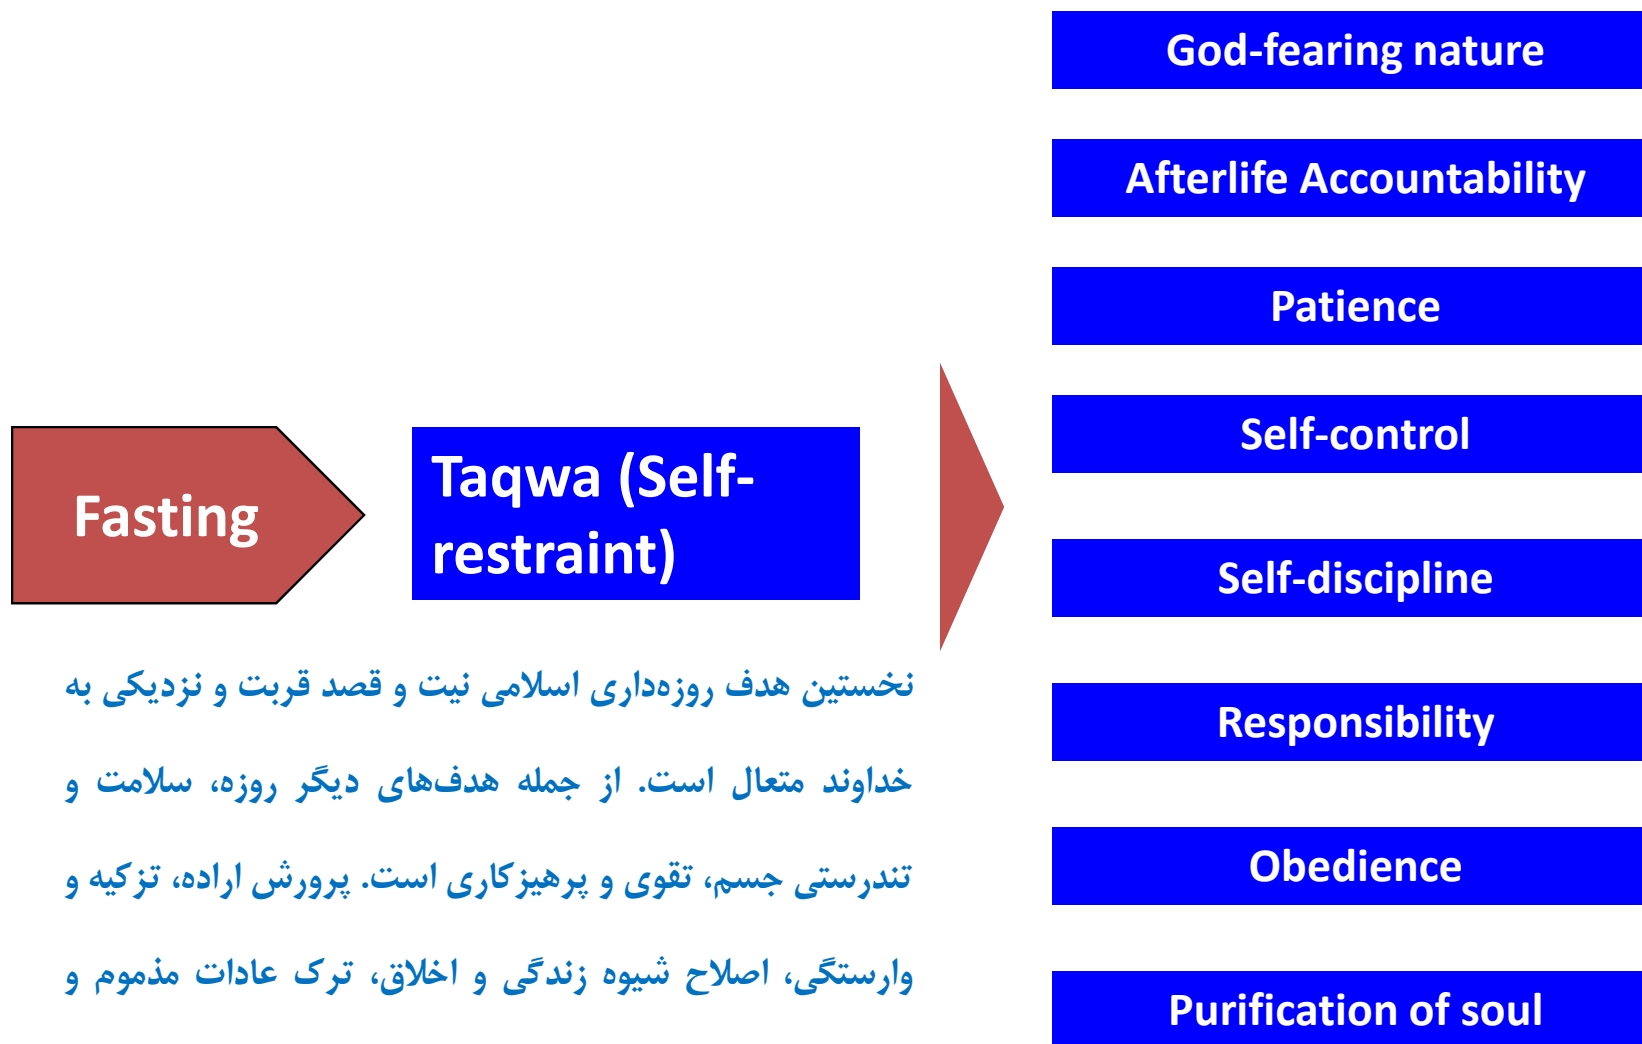 God-fearing nature
Afterlife Accountability
Patience
Self-control
Self-discipline
Responsibility
Obedience
Purification of soul
Fasting
Taqwa (Self-
restraint)
نخستین هدف روزه‌داری اسلامی نیت و قصد قربت و نزدیکی به
خداوند متعال است. از جمله هدف‌های دیگر روزه، سلامت و
تندرستی جسم، تقوی و پرهیزکاری است. پرورش اراده، تزکیه و
وارستگی، اصلاح شیوه زندگی و اخلاق، ترک عادات مذموم و